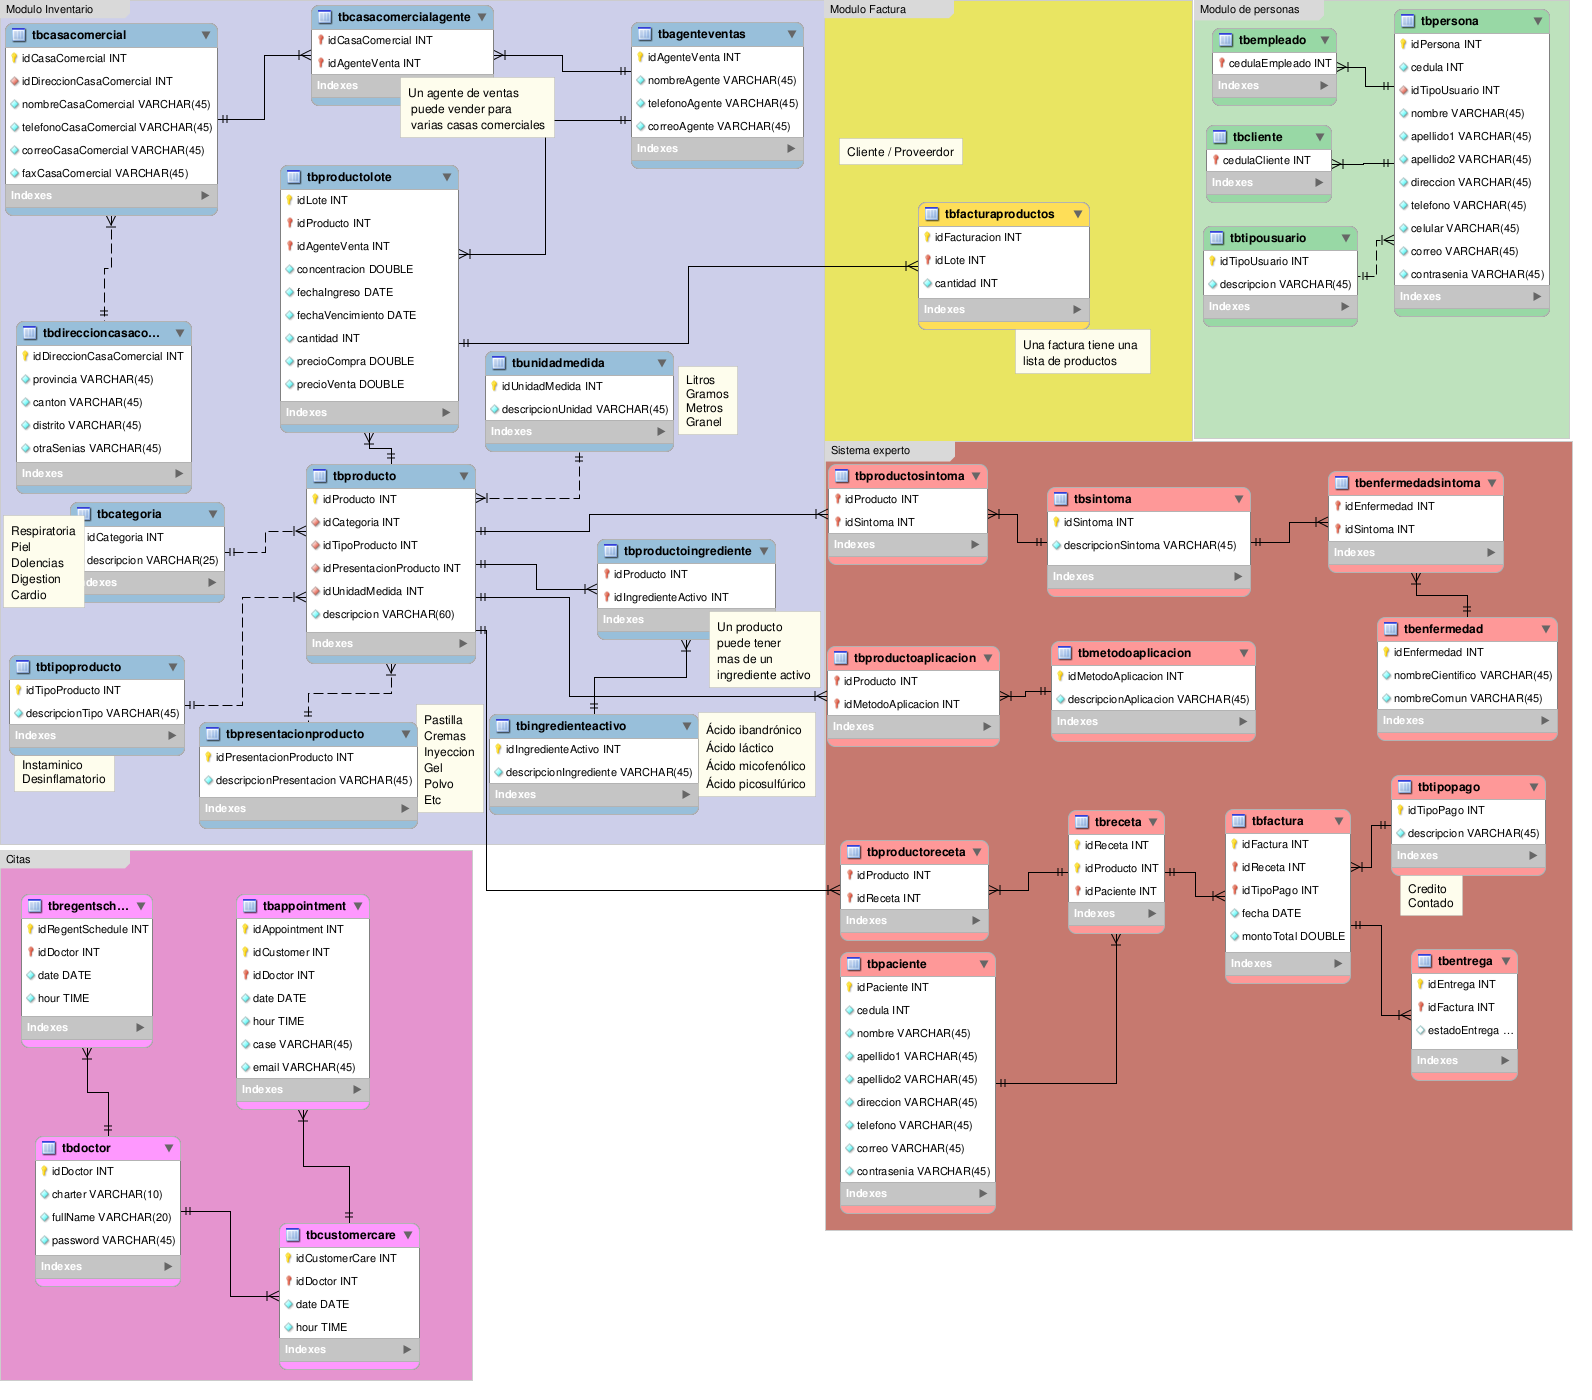 Modulo Inventario
tbcasacomercial
idCasaComercial INT
idDireccionCasaComercial INT
nombreCasaComercial VARCHAR(45)
telefonoCasaComercial VARCHAR(45)
correoCasaComercial VARCHAR(45)
faxCasaComercial VARCHAR(45)
Indexes
tbcasacomercialagente
idCasaComercial INT
idAgenteVenta INT
Indexes
Un agente de ventas
puede vender para
varias casas comerciales
tbagenteventas
idAgenteVenta INT
nombreAgente VARCHAR(45)
telefonoAgente VARCHAR(45)
correoAgente VARCHAR(45)
Indexes
tbproductolote
idLote INT
idProducto INT
idAgenteVenta INT
concentracion DOUBLE
fechaIngreso DATE
fechaVencimiento DATE
cantidad INT
precioCompra DOUBLE
precioVenta DOUBLE
Indexes
tbdireccioncasaco...
idDireccionCasaComercial INT
provincia VARCHAR(45)
canton VARCHAR(45)
distrito VARCHAR(45)
otraSenias VARCHAR(45)
Indexes
tbunidadmedida
idUnidadMedida INT
descripcionUnidad VARCHAR(45)
Indexes
Litros
Gramos
Metros
Granel
tbproducto
idProducto INT
idCategoria INT
idTipoProducto INT
idPresentacionProducto INT
idUnidadMedida INT
descripcion VARCHAR(60)
Indexes
tbcategoria
idCategoria INT
descripcion VARCHAR(25)
dexes
Respiratoria
Piel
Dolencias
Digestion
Cardio
tbproductoingrediente
idProducto INT
idIngredienteActivo INT
Indexes
Un producto
puede tener
mas de un
ingrediente activo
tbtipoproducto
idTipoProducto INT
descripcionTipo VARCHAR(45)
Indexes
Instaminico
Desinflamatorio
tbpresentacionproducto
idPresentacionProducto INT
descripcionPresentacion VARCHAR(45)
Indexes
Pastilla
Cremas
Inyeccion
Gel
Polvo
Etc
tbingredienteactivo
idIngredienteActivo INT
descripcionIngrediente VARCHAR(45)
Indexes
Ácido ibandrónico
Ácido láctico
Ácido micofenólico
Ácido picosulfúrico
Modulo Factura
Cliente / Proveerdor
tbfacturaproductos
idFacturacion INT
idLote INT
cantidad INT
Indexes
Una factura tiene una
lista de productos
Modulo de personas
tbempleado
cedulaEmpleado INT
Indexes
tbcliente
cedulaCliente INT
Indexes
tbtipousuario
idTipoUsuario INT
descripcion VARCHAR(45)
Indexes
tbpersona
idPersona INT
cedula INT
idTipoUsuario INT
nombre VARCHAR(45)
apellido1 VARCHAR(45)
apellido2 VARCHAR(45)
direccion VARCHAR(45)
telefono VARCHAR(45)
celular VARCHAR(45)
correo VARCHAR(45)
contrasenia VARCHAR(45)
Indexes
Sistema experto
tbproductosintoma
idProducto INT
idSintoma INT
Indexes
tbsintoma
idSintoma INT
descripcionSintoma VARCHAR(45)
Indexes
tbenfermedadsintoma
idEnfermedad INT
idSintoma INT
Indexes
tbenfermedad
idEnfermedad INT
nombreCientifico VARCHAR(45)
nombreComun VARCHAR(45)
Indexes
tbproductoaplicacion
idProducto INT
idMetodoAplicacion INT
Indexes
tbmetodoaplicacion
idMetodoAplicacion INT
descripcionAplicacion VARCHAR(45)
Indexes
tbtipopago
idTipoPago INT
descripcion VARCHAR(45)
Indexes
Credito
Contado
tbproductoreceta
idProducto INT
idReceta INT
Indexes
tbreceta
idReceta INT
idProducto INT
idPaciente INT
Indexes
tbfactura
idFactura INT
idReceta INT
idTipoPago INT
fecha DATE
montoTotal DOUBLE
Indexes
tbentrega
idEntrega INT
idFactura INT
estadoEntrega ...
Indexes
tbpaciente
idPaciente INT
cedula INT
nombre VARCHAR(45)
apellido1 VARCHAR(45)
apellido2 VARCHAR(45)
direccion VARCHAR(45)
telefono VARCHAR(45)
correo VARCHAR(45)
contrasenia VARCHAR(45)
Indexes
Citas
tbregentsch...
idRegentSchedule INT
idDoctor INT
date DATE
hour TIME
Indexes
tbappointment
idAppointment INT
idCustomer INT
idDoctor INT
date DATE
hour TIME
case VARCHAR(45)
email VARCHAR(45)
Indexes
tbdoctor
idDoctor INT
charter VARCHAR(10)
fullName VARCHAR(20)
password VARCHAR(45)
Indexes
tbcustomercare
idCustomerCare INT
idDoctor INT
date DATE
hour TIME
Indexes